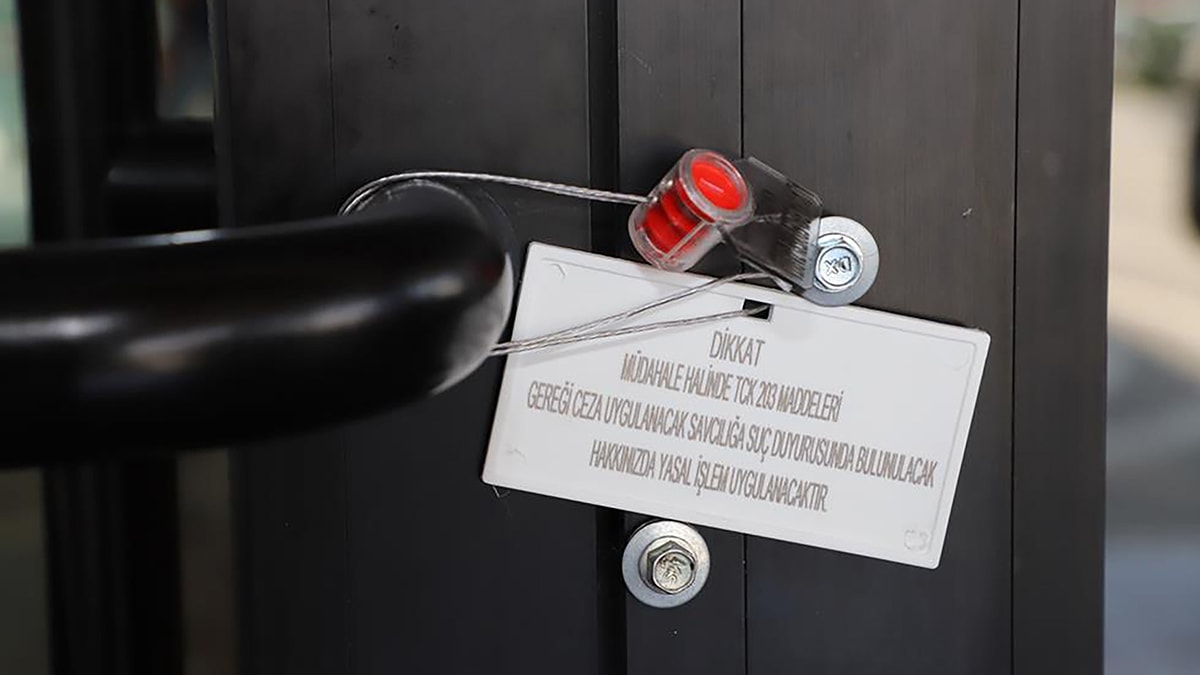 DİKKAT
MÜDAHALE HALİNDE TCK 203 MADDELERİ
GEREĞİ CEZA UYGULANACAK SAVCILIĞA SUÇ DUYURUSUNDA BULUNULACAK
HAKKINIZDA YASAL İŞLEM UYGULANACAKTIR.